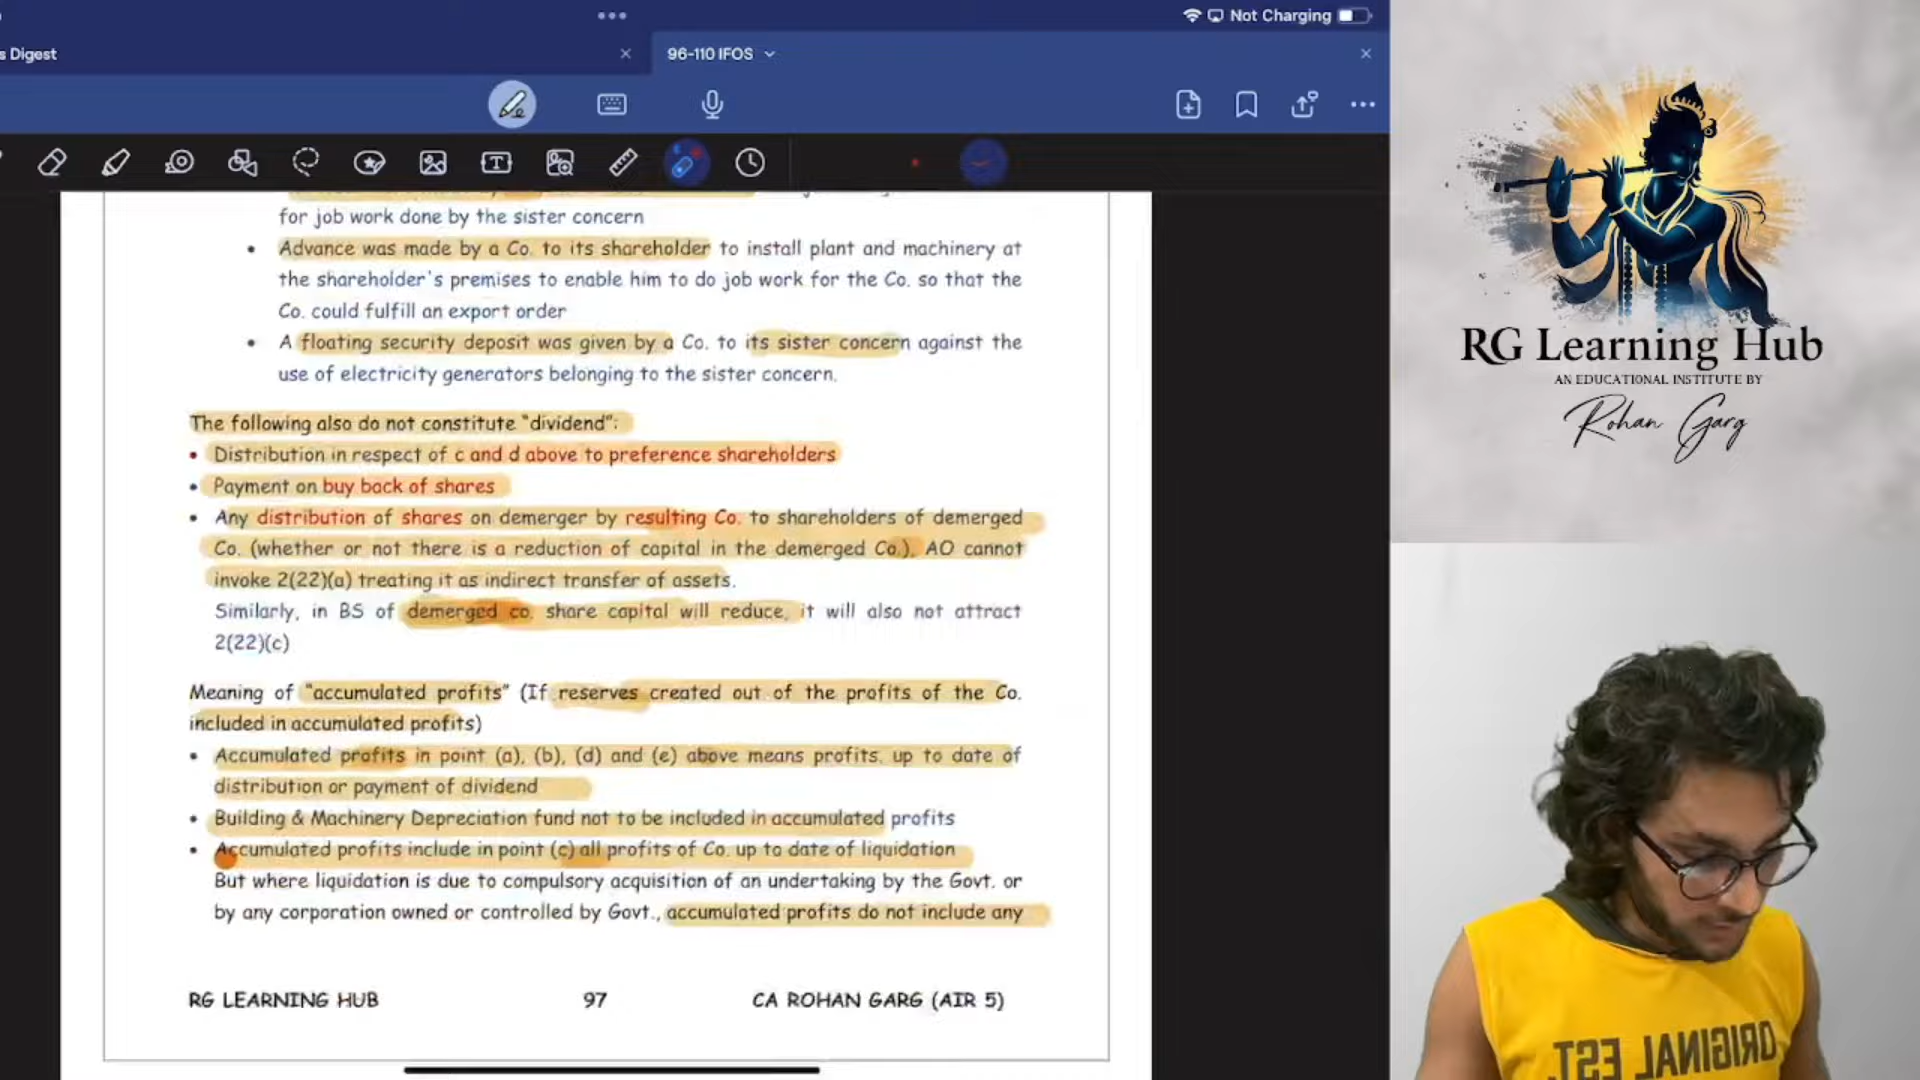 Not Charging
s Digest
96-110 IFOS
for job work done by the sister concern
• Advance was made by a Co. to its shareholder to install plant and machinery at
the shareholder's premises to enable him to do job work for the Co. so that the
Co. could fulfill an export order
• A floating security deposit was given by a Co. to its sister concern against the
use of electricity generators belonging to the sister concern.
The following also do not constitute "dividend":
• Distribution in respect of c and d above to preference shareholders
• Payment on buy back of shares
• Any distribution of shares on demerger by resulting Co. to shareholders of demerged
Co. (whether or not there is a reduction of capital in the demerged Co.), AO cannot
invoke 2(22)(a) treating it as indirect transfer of assets.
Similarly, in BS of demerged co. share capital will reduce, it will also not attract
2(22)(c)
Meaning of "accumulated profits" (If reserves created out of the profits of the Co.
included in accumulated profits)
• Accumulated profits in point (a), (b), (d) and (e) above means profits, up to date of
distribution or payment of dividend
• Building & Machinery Depreciation fund not to be included in accumulated profits
• Accumulated profits include in point (c) all profits of Co. up to date of liquidation
But where liquidation is due to compulsory acquisition of an undertaking by the Govt. or
by any corporation owned or controlled by Govt., accumulated profits do not include any
RG LEARNING HUB 97 CA ROHAN GARG (AIR 5)
RG Learning Hub
AN EDUCATIONAL INSTITUTE BY
Rohan Garg
ORIGINAL EST.